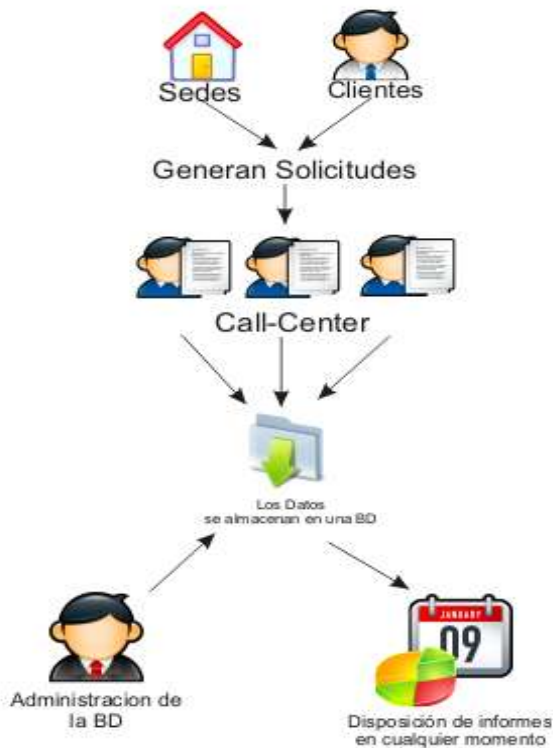 Sedes
Clientes
Generan Solicitudes
Call-Center
Los Datos
se almacenan en una BD
JANUARY
09
Administracion de
la BD
Disposición de informes
en cualquier momento